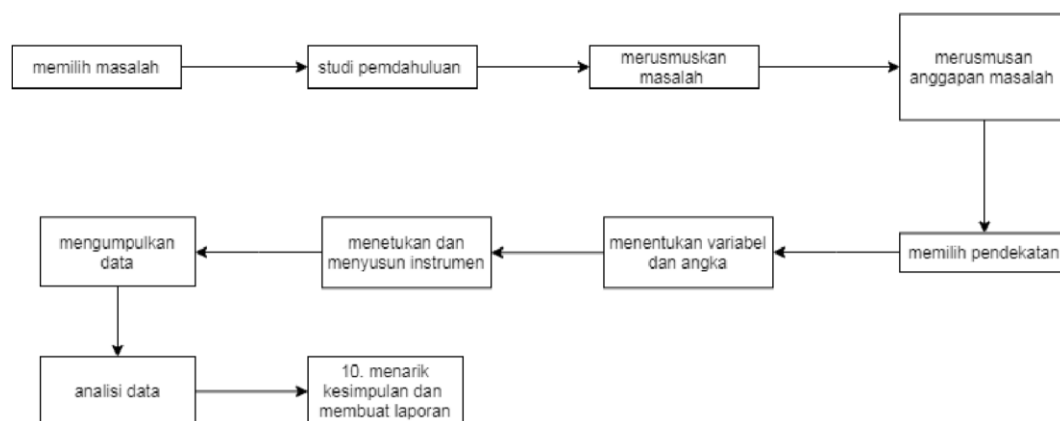 memilih masalah
studi pemdahuluan
merusmuskan
masalah
merusmusan
anggapan masalah
memilih pendekatan
menentukan variabel
dan angka
menetukan dan
menyusun instrumen
mengumpulkan
data
analisi data
10. menarik
kesimpulan dan
membuat laporan